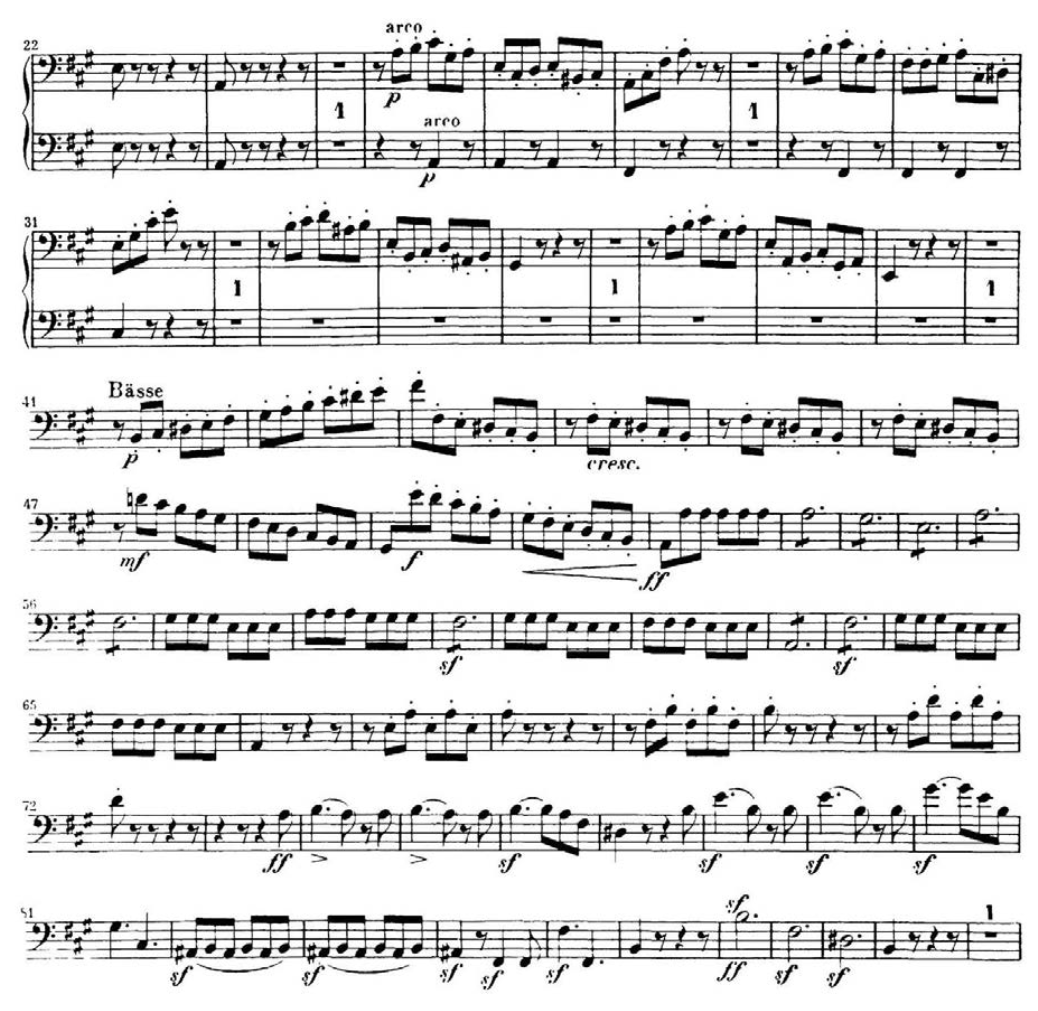 22 arco
p 1 1
arco
p
31
1 1 1
41 Bässe
p cresc.
47
mf f ff
56
sf sf
65
72
ff > > sf sf sf sf
81 sf 1
sf sf sf sf sf ff sf sf